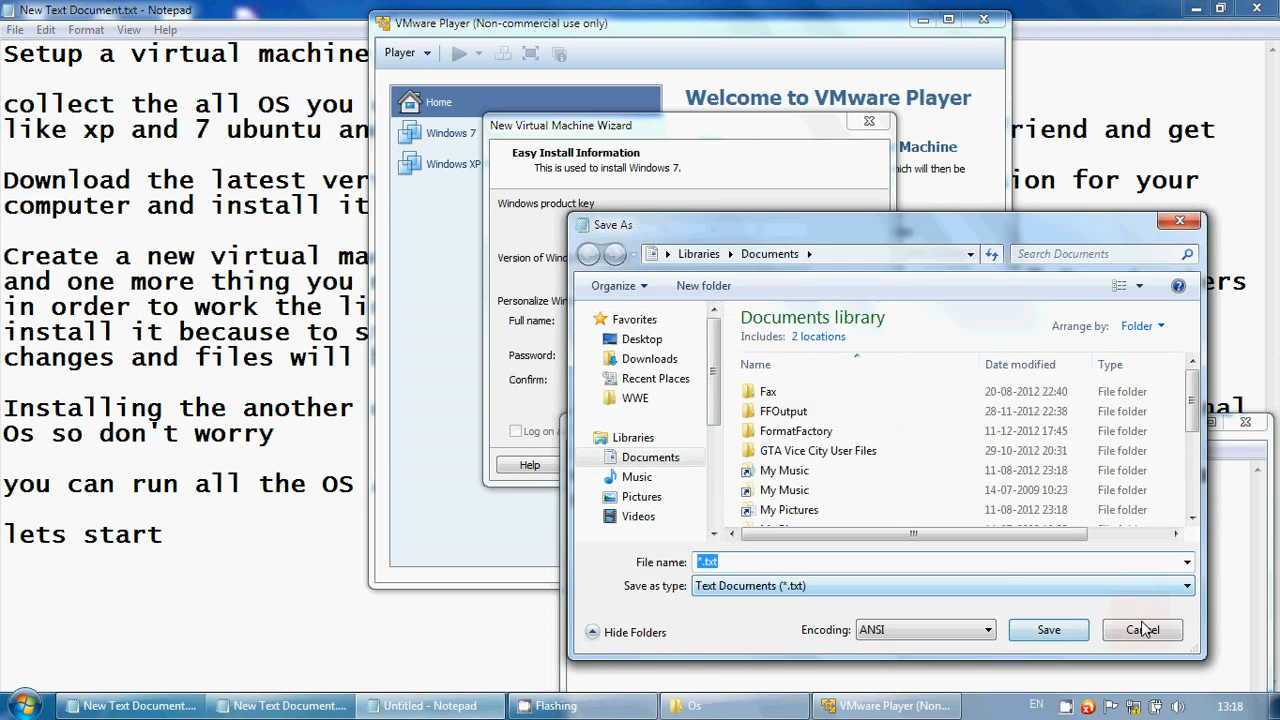 New Text Document.txt - Notepad
File Edit Format View Help
Setup a virtual machine
collect the all OS you
like xp and 7 ubuntu an
riend and get
Download the latest ver
ion for your
computer and install it
Create a new virtual ma
and one more thing you
ers
in order to work the li
install it because to s
changes and files will
Installing the another
nal
Os so don't worry
you can run all the OS
lets start
VMware Player (Non-commercial use only)
Player
Home
Windows 7
Windows XP
Welcome to VMware Player
Machine
hich will then be
New Virtual Machine Wizard
Easy Install Information
This is used to install Windows 7.
Windows product key
Version of Wind
Personalize Win
Full name:
Password:
Confirm:
Log on a
Help
Save As
Libraries Documents
Search Documents
Organize New folder
Favorites
Desktop
Downloads
Recent Places
WWE
Libraries
Documents
Music
Pictures
Videos
Documents library
Includes: 2 locations
Arrange by: Folder
Name Date modified Type
Fax 20-08-2012 22:40 File folder
FFOutput 28-11-2012 22:38 File folder
FormatFactory 11-12-2012 17:45 File folder
GTA Vice City User Files 29-10-2012 20:31 File folder
My Music 11-08-2012 23:18 File folder
My Music 14-07-2009 10:23 File folder
My Pictures 11-08-2012 23:18 File folder
File name: *.txt
Save as type: Text Documents (*.txt)
Hide Folders
Encoding: ANSI
Save
Cancel
New Text Document....
New Text Document....
Untitled - Notepad
Flashing
Os
VMware Player (Non...
EN
13:18